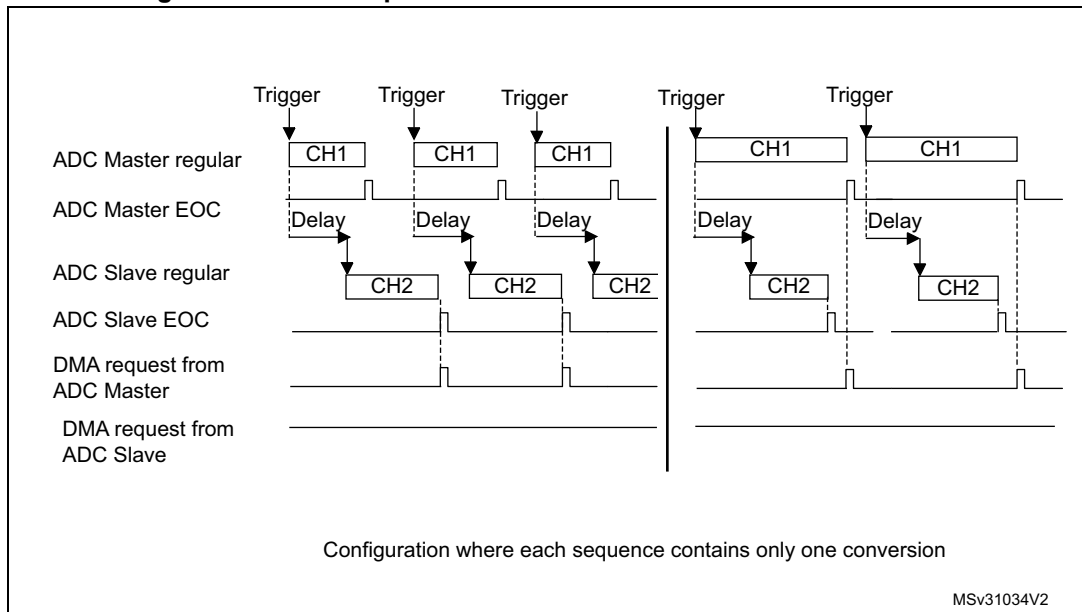 Trigger Trigger Trigger Trigger Trigger
ADC Master regular CH1 CH1 CH1 CH1 CH1
ADC Master EOC
Delay Delay Delay Delay Delay
ADC Slave regular CH2 CH2 CH2 CH2 CH2
ADC Slave EOC
DMA request from
ADC Master
DMA request from
ADC Slave
Configuration where each sequence contains only one conversion
MSv31034V2